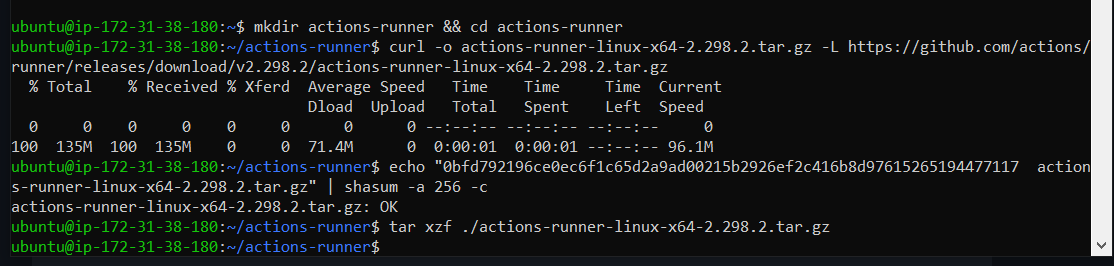 ubuntu@ip-172-31-38-180:~$ mkdir actions-runner && cd actions-runner
ubuntu@ip-172-31-38-180:~/actions-runner$ curl -o actions-runner-linux-x64-2.298.2.tar.gz -L https://github.com/actions/
runner/releases/download/v2.298.2/actions-runner-linux-x64-2.298.2.tar.gz
  % Total    % Received % Xferd  Average Speed   Time    Time     Time  Current
                                 Dload  Upload   Total   Spent    Left  Speed
  0     0    0     0    0     0      0      0 --:--:-- --:--:-- --:--:--     0
100  135M  100  135M    0     0  71.4M      0  0:00:01  0:00:01 --:--:-- 96.1M
ubuntu@ip-172-31-38-180:~/actions-runner$ echo "0bfd792196ce0ec6f1c65d2a9ad00215b2926ef2c416b8d97615265194477117  action
s-runner-linux-x64-2.298.2.tar.gz" | shasum -a 256 -c
actions-runner-linux-x64-2.298.2.tar.gz: OK
ubuntu@ip-172-31-38-180:~/actions-runner$ tar xzf ./actions-runner-linux-x64-2.298.2.tar.gz
ubuntu@ip-172-31-38-180:~/actions-runner$